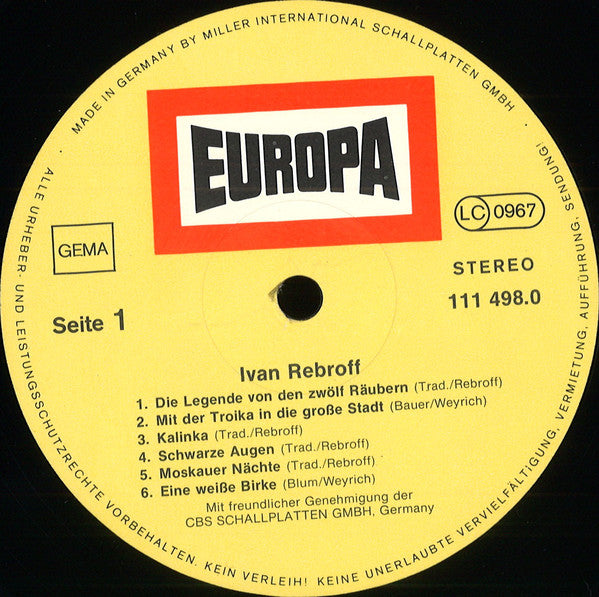 MADE IN GERMANY BY MILLER INTERNATIONAL SCHALLPLATTEN GMBH
EUROPA
GEMA
LC 0967
STEREO
111 498.0
Seite 1
Ivan Rebroff
1. Die Legende von den zwölf Räubern (Trad./Rebroff)
2. Mit der Troika in die große Stadt (Bauer/Weyrich)
3. Kalinka (Trad./Rebroff)
4. Schwarze Augen (Trad./Rebroff)
5. Moskauer Nächte (Trad./Rebroff)
6. Eine weiße Birke (Blum/Weyrich)
Mit freundlicher Genehmigung der
CBS SCHALLPLATTEN GMBH, Germany
ALLE URHEBER- UND LEISTUNGSSCHUTZRECHTE VORBEHALTEN. KEIN VERLEIH! KEINE UNERLAUBTE VERVIELFÄLTIGUNG, VERMIETUNG, AUFFÜHRUNG, SENDUNG!